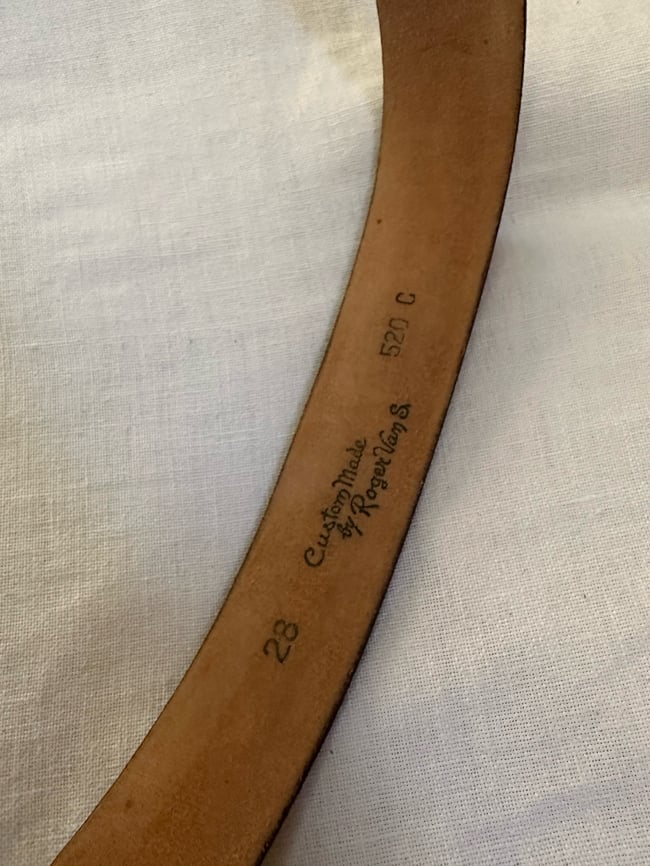 28
Custom Made
by Roger Van S.
520 C